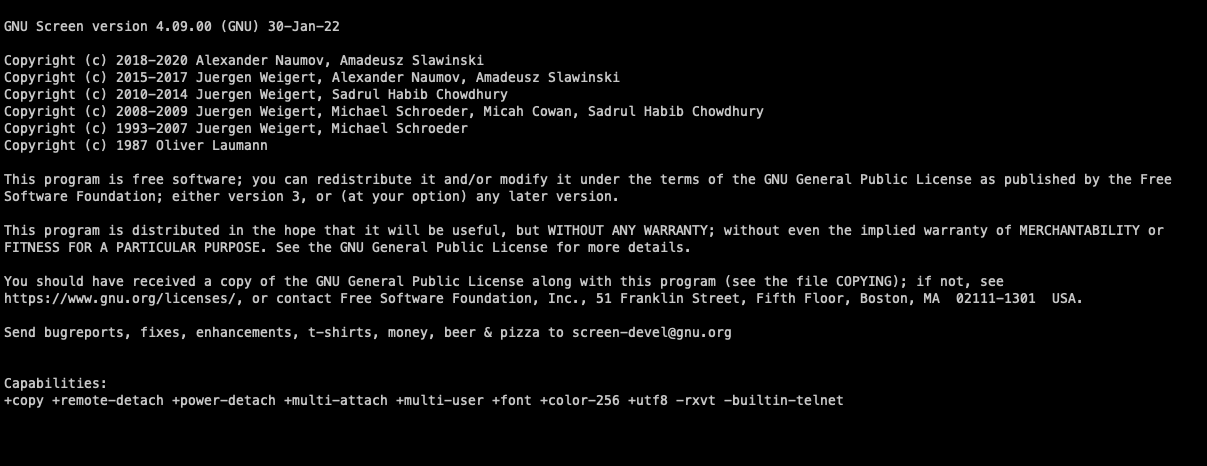 GNU Screen version 4.09.00 (GNU) 30-Jan-22
Copyright (c) 2018-2020 Alexander Naumov, Amadeusz Slawinski
Copyright (c) 2015-2017 Juergen Weigert, Alexander Naumov, Amadeusz Slawinski
Copyright (c) 2010-2014 Juergen Weigert, Sadrul Habib Chowdhury
Copyright (c) 2008-2009 Juergen Weigert, Michael Schroeder, Micah Cowan, Sadrul Habib Chowdhury
Copyright (c) 1993-2007 Juergen Weigert, Michael Schroeder
Copyright (c) 1987 Oliver Laumann
This program is free software; you can redistribute it and/or modify it under the terms of the GNU General Public License as published by the Free
Software Foundation; either version 3, or (at your option) any later version.
This program is distributed in the hope that it will be useful, but WITHOUT ANY WARRANTY; without even the implied warranty of MERCHANTABILITY or
FITNESS FOR A PARTICULAR PURPOSE. See the GNU General Public License for more details.
You should have received a copy of the GNU General Public License along with this program (see the file COPYING); if not, see
https://www.gnu.org/licenses/, or contact Free Software Foundation, Inc., 51 Franklin Street, Fifth Floor, Boston, MA  02111-1301  USA.
Send bugreports, fixes, enhancements, t-shirts, money, beer & pizza to screen-devel@gnu.org
Capabilities:
+copy +remote-detach +power-detach +multi-attach +multi-user +font +color-256 +utf8 -rxvt -builtin-telnet